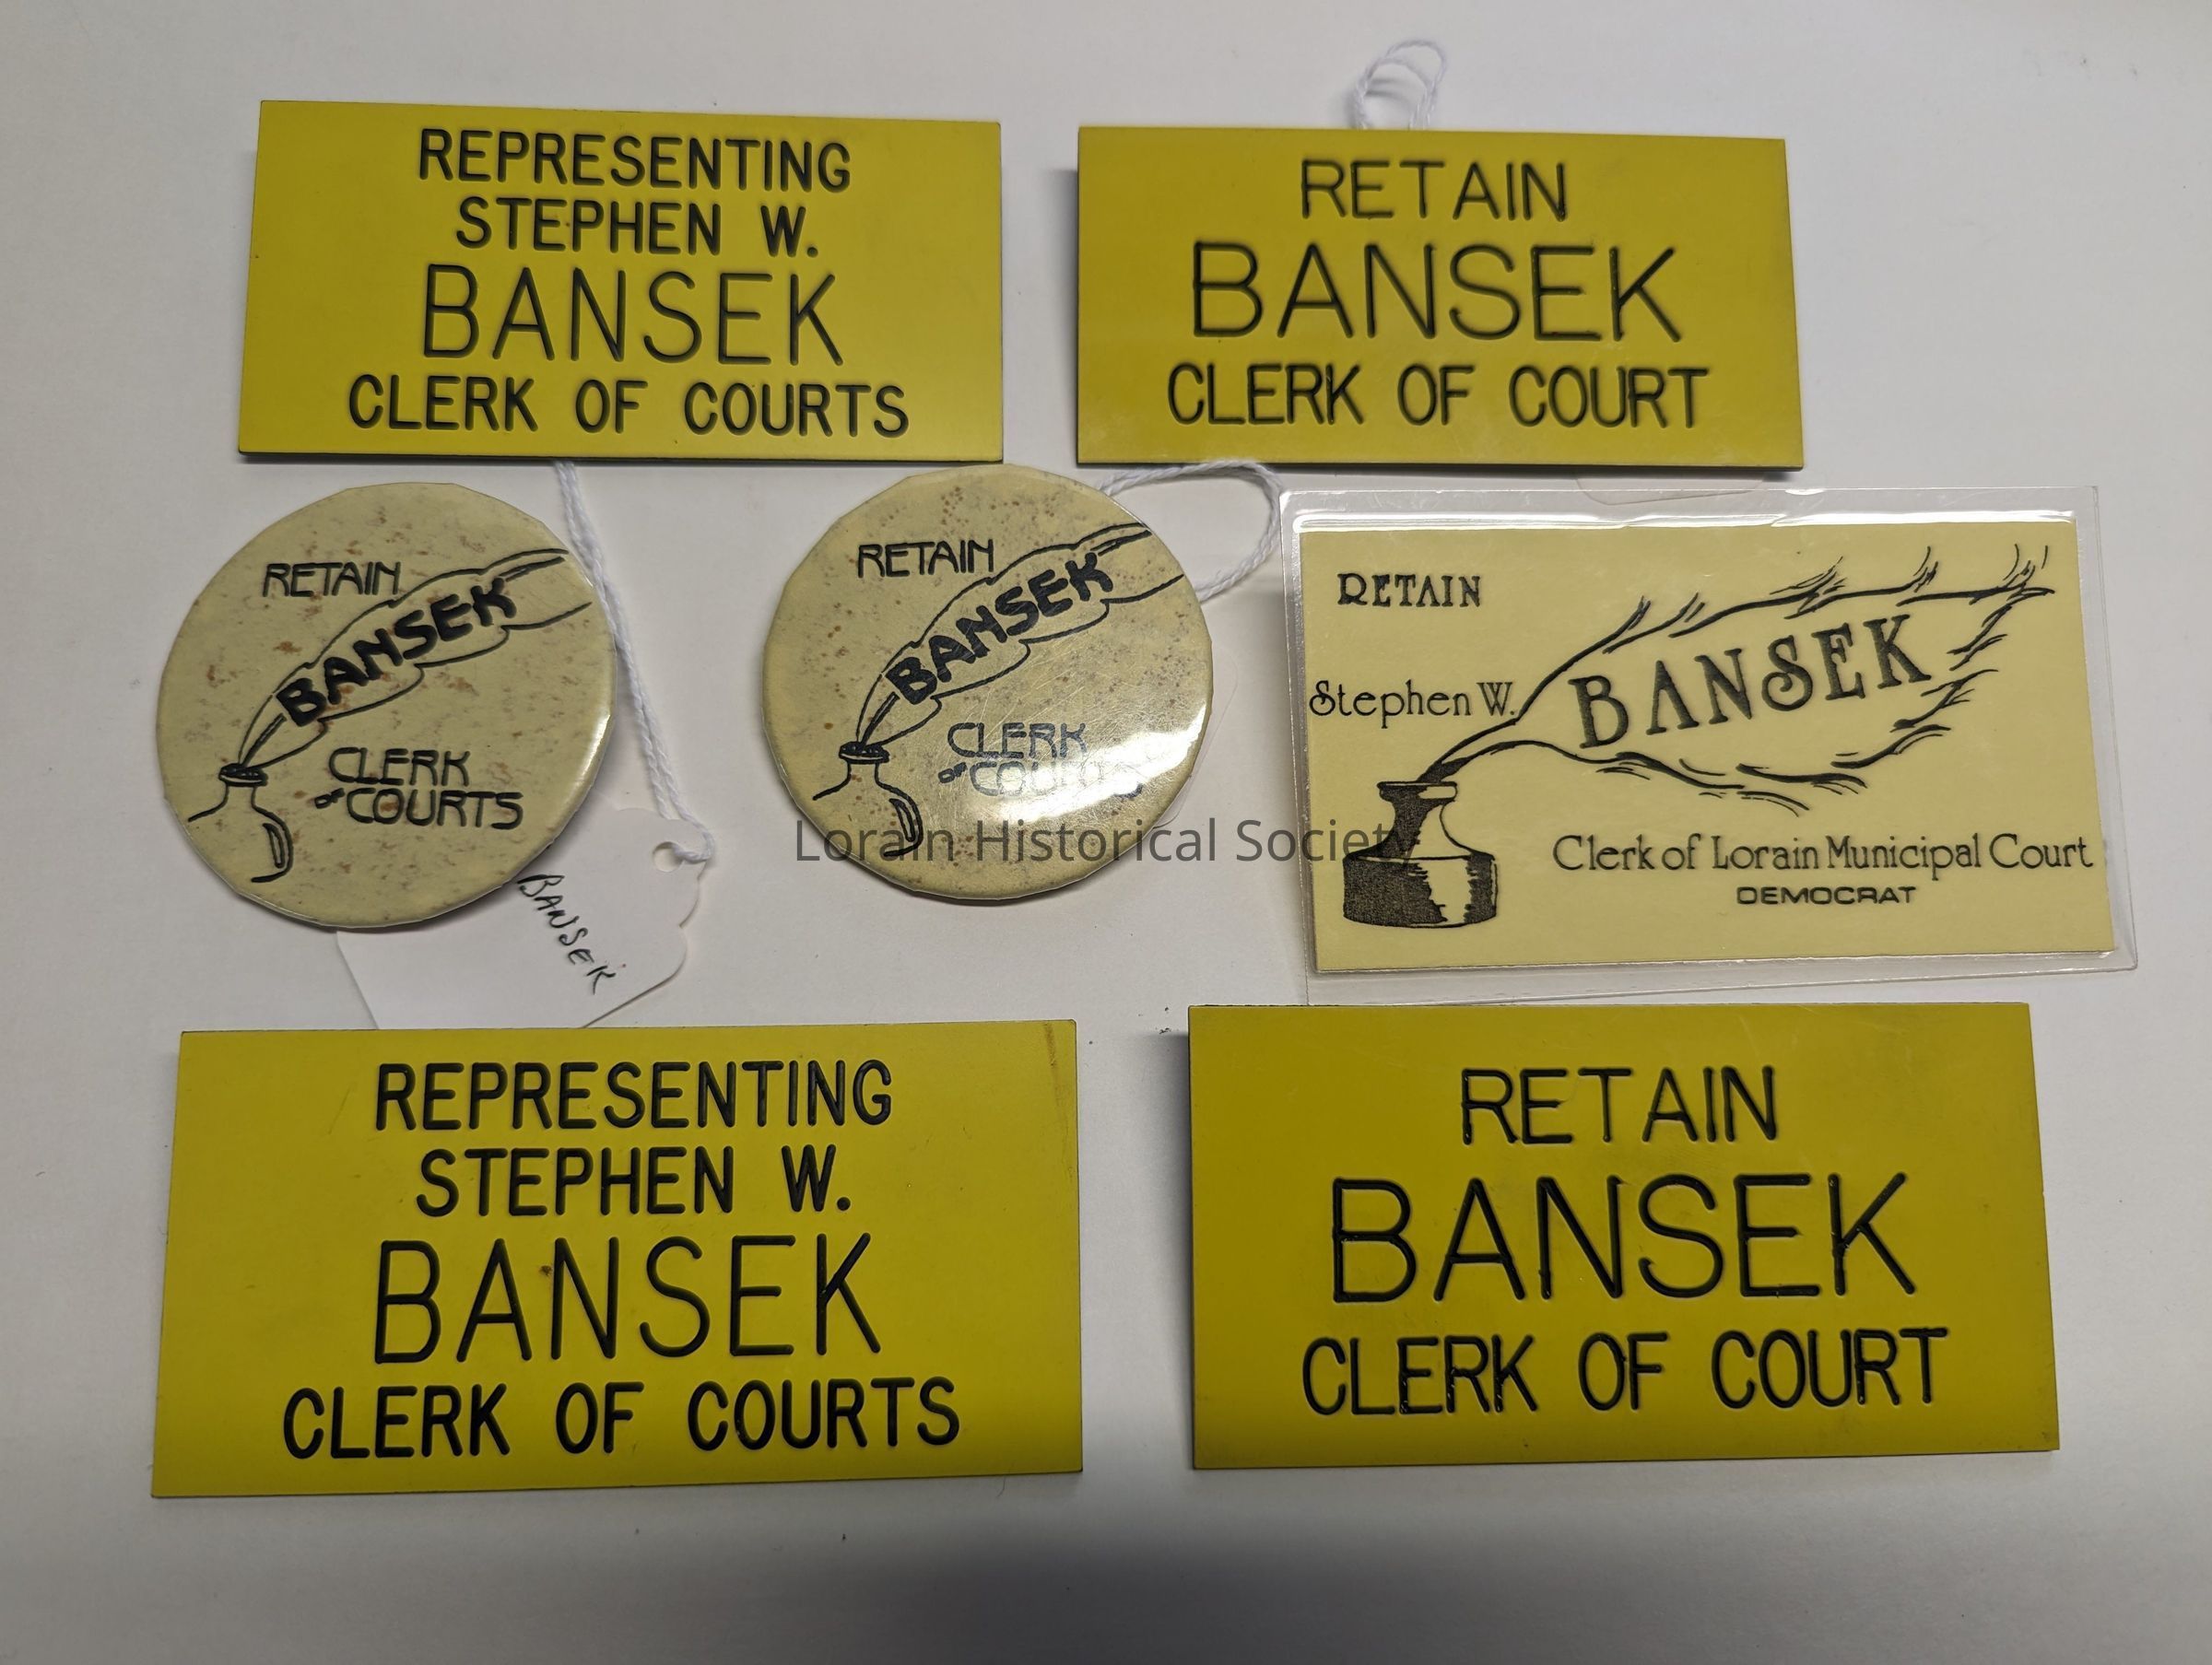 REPRESENTING
STEPHEN W.
BANSEK
CLERK OF COURTS
RETAIN
BANSEK
CLERK OF COURT
RETAIN
BANSEK
CLERK
of COURTS
BANSEK
RETAIN
BANSEK
CLERK
of COURTS
RETAIN
Stephen W.
BANSEK
Clerk of Lorain Municipal Court
DEMOCRAT
Lorain Historical Society
REPRESENTING
STEPHEN W.
BANSEK
CLERK OF COURTS
RETAIN
BANSEK
CLERK OF COURT